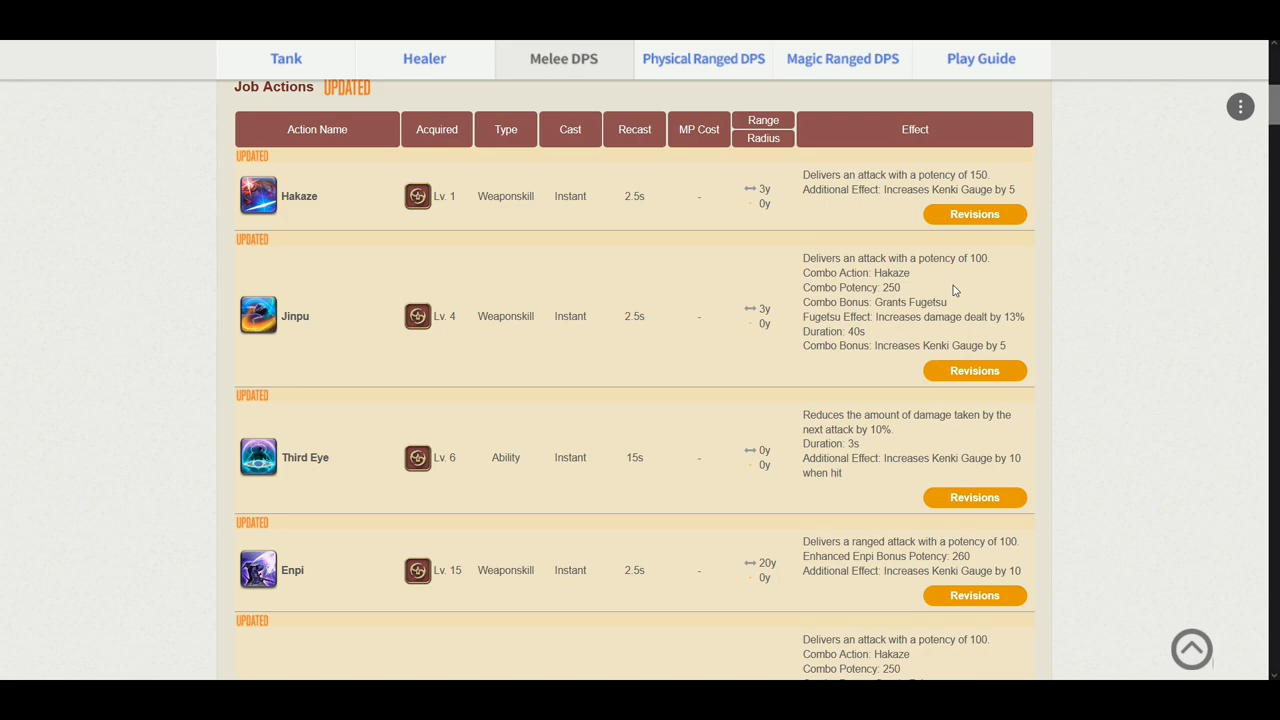 Tank Healer Melee DPS Physical Ranged DPS Magic Ranged DPS Play Guide
Job Actions UPDATED
Action Name Acquired Type Cast Recast MP Cost Range Radius Effect
UPDATED
Hakaze Lv. 1 Weaponskill Instant 2.5s - 3y
0y
Delivers an attack with a potency of 150.
Additional Effect: Increases Kenki Gauge by 5
Revisions
UPDATED
Jinpu Lv. 4 Weaponskill Instant 2.5s - 3y
0y
Delivers an attack with a potency of 100.
Combo Action: Hakaze
Combo Potency: 250
Combo Bonus: Grants Fugetsu
Fugetsu Effect: Increases damage dealt by 13%
Duration: 40s
Combo Bonus: Increases Kenki Gauge by 5
Revisions
UPDATED
Third Eye Lv. 6 Ability Instant 15s - 0y
0y
Reduces the amount of damage taken by the
next attack by 10%.
Duration: 3s
Additional Effect: Increases Kenki Gauge by 10
when hit
Revisions
UPDATED
Enpi Lv. 15 Weaponskill Instant 2.5s - 20y
0y
Delivers a ranged attack with a potency of 100.
Enhanced Enpi Bonus Potency: 260
Additional Effect: Increases Kenki Gauge by 10
Revisions
UPDATED
Delivers an attack with a potency of 100.
Combo Action: Hakaze
Combo Potency: 250